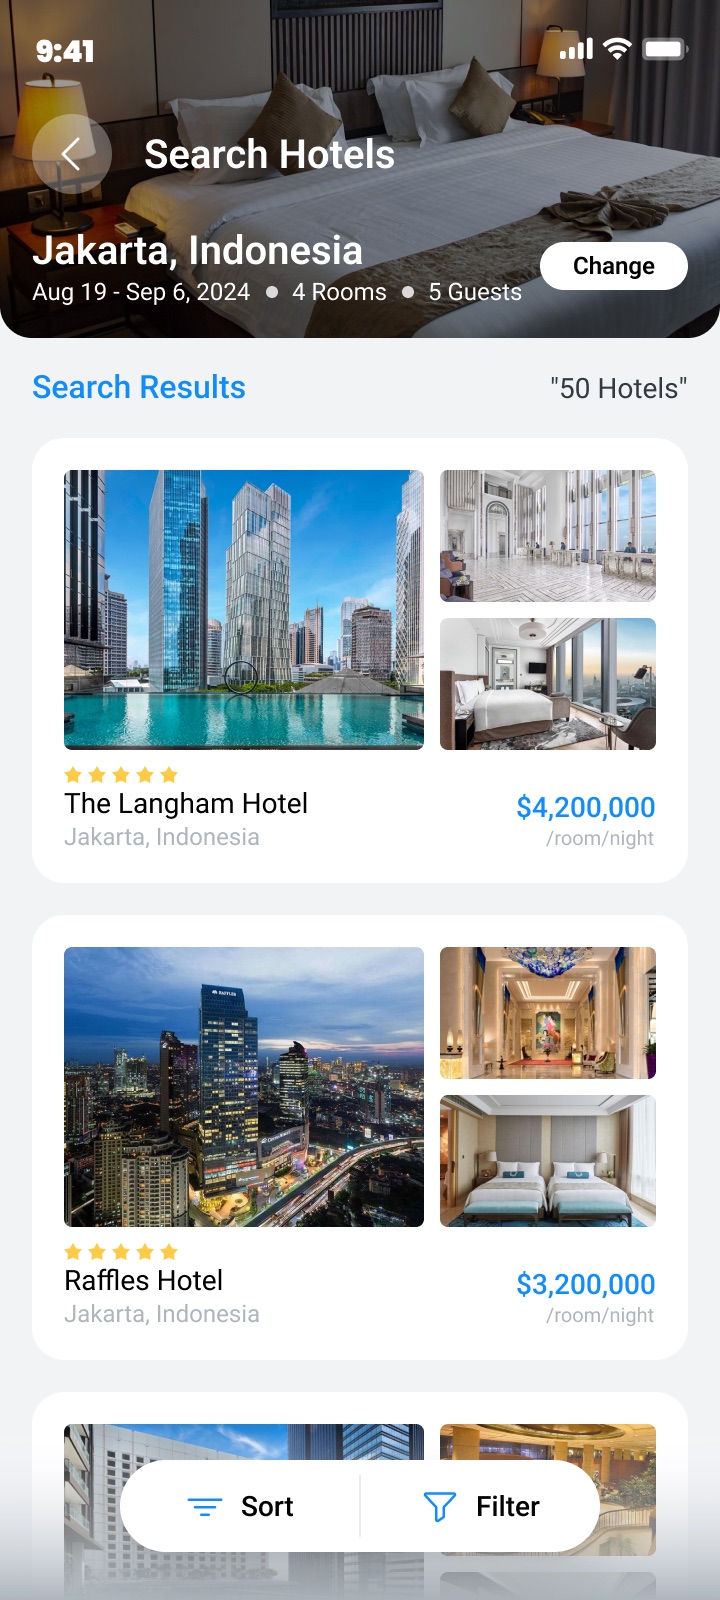 9:41
Search Hotels
Jakarta, Indonesia
Aug 19 - Sep 6, 2024 ● 4 Rooms ● 5 Guests
Change
Search Results
"50 Hotels"
The Langham Hotel
Jakarta, Indonesia
$4,200,000
/room/night
RAFFLES
Raffles Hotel
Jakarta, Indonesia
$3,200,000
/room/night
Sort
Filter